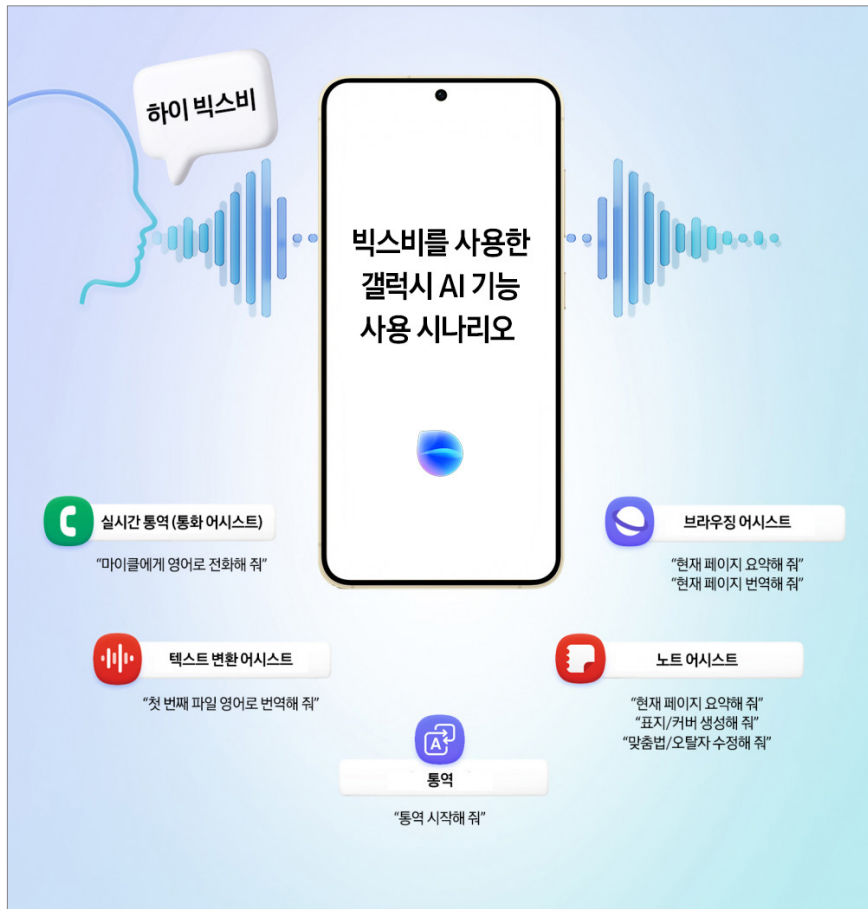 하이 빅스비
빅스비를 사용한
갤럭시 AI 기능
사용 시나리오
실시간 통역 (통화 어시스트)
“마이클에게 영어로 전화해 줘”
브라우징 어시스트
“현재 페이지 요약해 줘”
“현재 페이지 번역해 줘”
텍스트 변환 어시스트
“첫 번째 파일 영어로 번역해 줘”
노트 어시스트
“현재 페이지 요약해 줘”
“표지/커버 생성해 줘”
“맞춤법/오탈자 수정해 줘”
A
통역
“통역 시작해 줘”